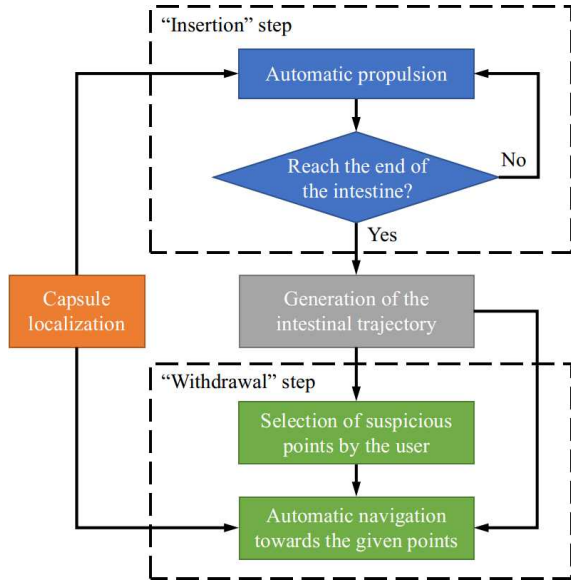 “Insertion” step
Automatic propulsion
Reach the end of
the intestine?
No
Yes
Capsule
localization
Generation of the
intestinal trajectory
“Withdrawal” step
Selection of suspicious
points by the user
Automatic navigation
towards the given points